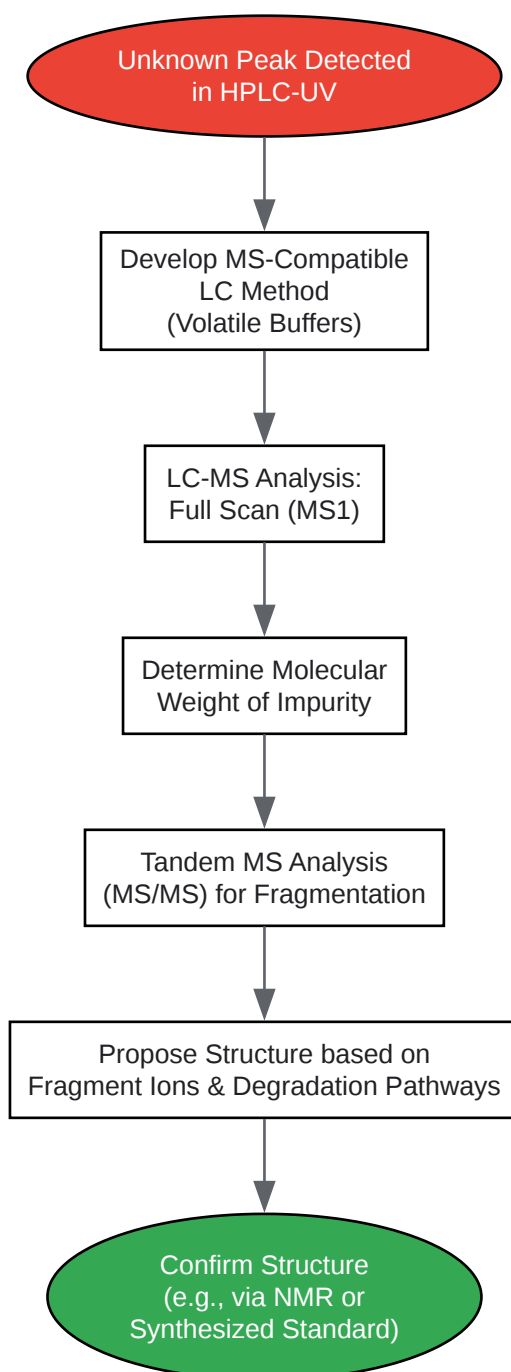 Unknown Peak Detected
in HPLC-UV
Develop MS-Compatible
LC Method
(Volatile Buffers)
LC-MS Analysis:
Full Scan (MS1)
Determine Molecular
Weight of Impurity
Tandem MS Analysis
(MS/MS) for Fragmentation
Propose Structure based on
Fragment Ions & Degradation Pathways
Confirm Structure
(e.g., via NMR or
Synthesized Standard)